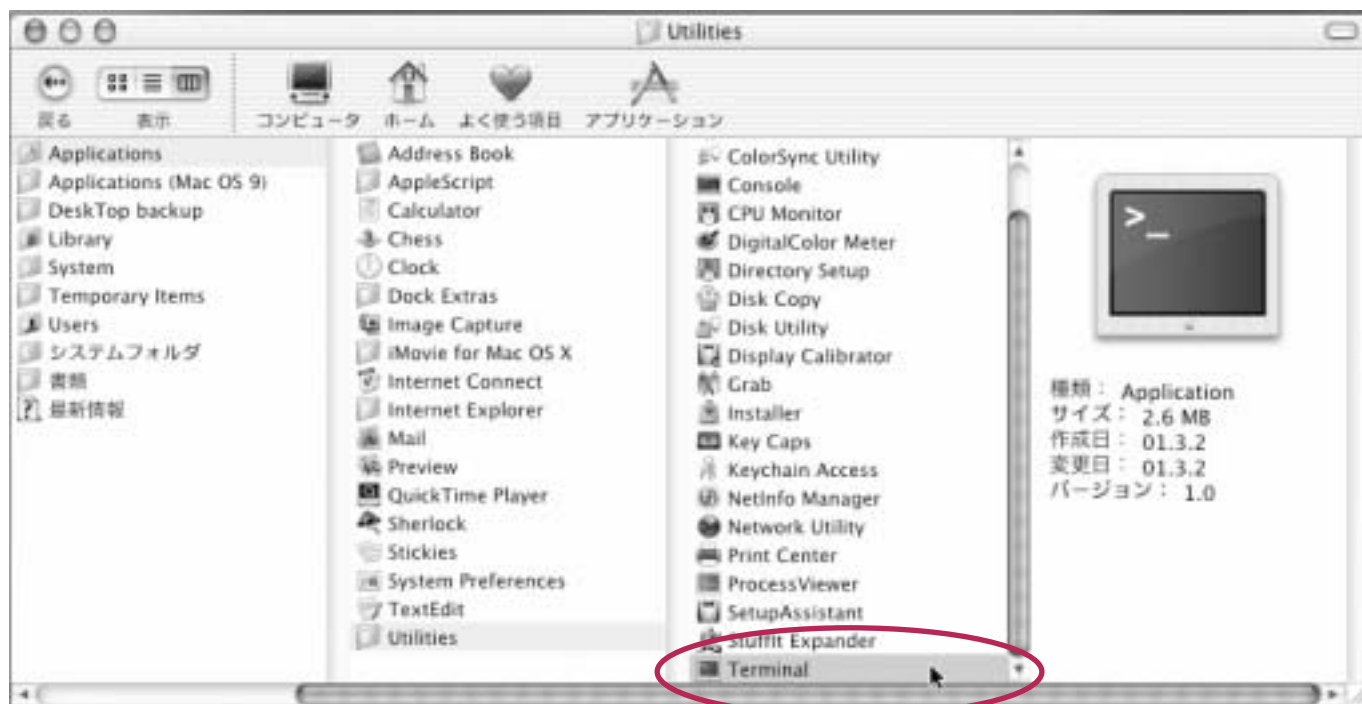 Utilities
戻る
表示
コンピュータ
ホーム
よく使う項目
アプリケーション
Applications
Applications (Mac OS 9)
DeskTop backup
Library
System
Temporary Items
Users
システムフォルダ
書類
最新情報
Address Book
AppleScript
Calculator
Chess
Clock
Dock Extras
Image Capture
iMovie for Mac OS X
Internet Connect
Internet Explorer
Mail
Preview
QuickTime Player
Sherlock
Stickies
System Preferences
TextEdit
Utilities
ColorSync Utility
Console
CPU Monitor
DigitalColor Meter
Directory Setup
Disk Copy
Disk Utility
Display Calibrator
Grab
Installer
Key Caps
Keychain Access
NetInfo Manager
Network Utility
Print Center
ProcessViewer
SetupAssistant
StuffIt Expander
Terminal
>_
種類： Application
サイズ： 2.6 MB
作成日： 01.3.2
変更日： 01.3.2
バージョン： 1.0